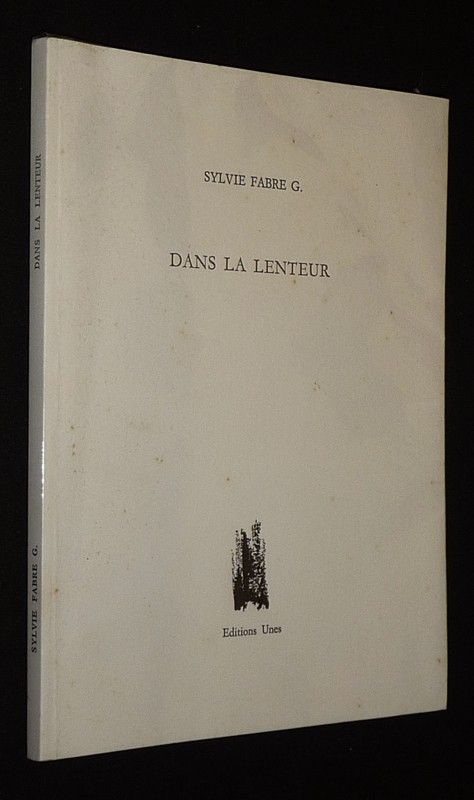 SYLVIE FABRE G.
DANS LA LENTEUR
Editions Unes
DANS LA LENTEUR
SYLVIE FABRE G.